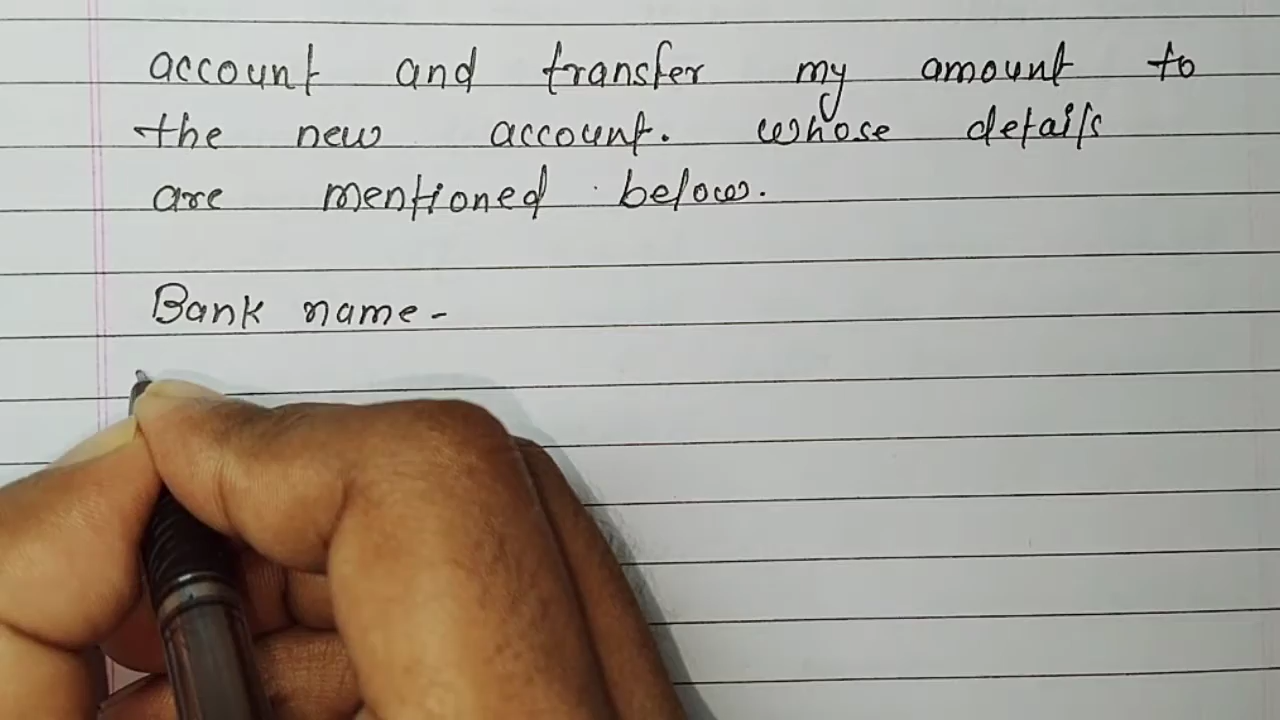 account and transfer my amount to
the new account. whose details
are mentioned below.
Bank name -